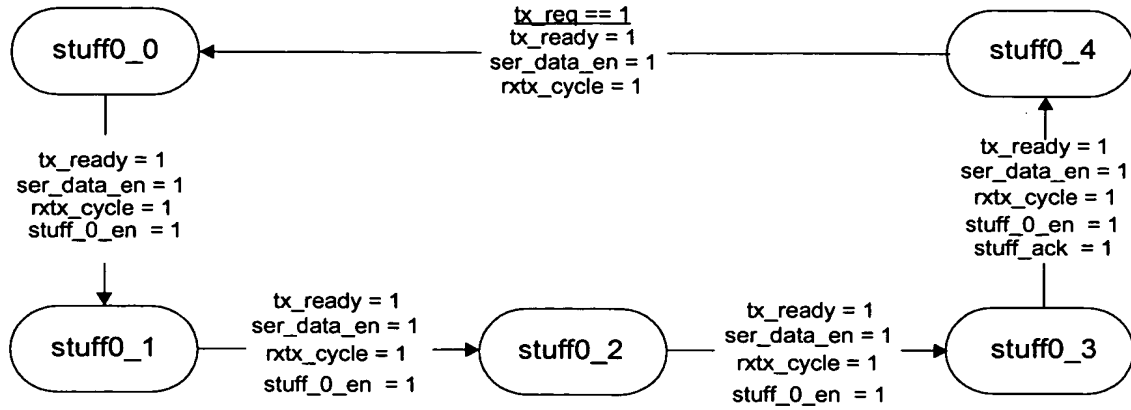 stuff0_0
tx_req == 1
tx_ready = 1
ser_data_en = 1
rxtx_cycle = 1
stuff0_4
tx_ready = 1
ser_data_en = 1
rxtx_cycle = 1
stuff_0_en = 1
tx_ready = 1
ser_data_en = 1
rxtx_cycle = 1
stuff_0_en = 1
stuff_ack = 1
stuff0_1
tx_ready = 1
ser_data_en = 1
rxtx_cycle = 1
stuff_0_en = 1
stuff0_2
tx_ready = 1
ser_data_en = 1
rxtx_cycle = 1
stuff_0_en = 1
stuff0_3